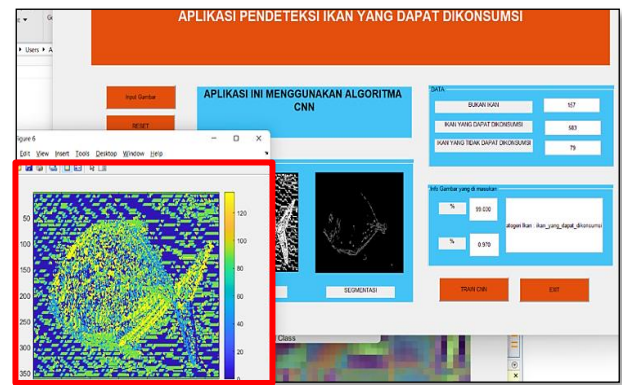 APLIKASI PENDETEKSI IKAN YANG DAPAT DIKONSUMSI
Users
Input Gambar
RESET
APLIKASI INI MENGGUNAKAN ALGORITMA
CNN
DATA
BUKAN IKAN
167
IKAN YANG DAPAT DIKONSUMSI
IKAN YANG TIDAK DAPAT DIKONSUMSI
79
Figure 6
Edit View Insert Tools Desktop Window Help
50
100
150
200
250
300
350
120
100
80
60
40
20
0
SEGMENTASI
Info Gambar yang di masukan
%
99.030
ategori Ikan : ikan_yang_dapat_dikonsumsi
%
0.970
TRAIN CNN
EXIT
Class